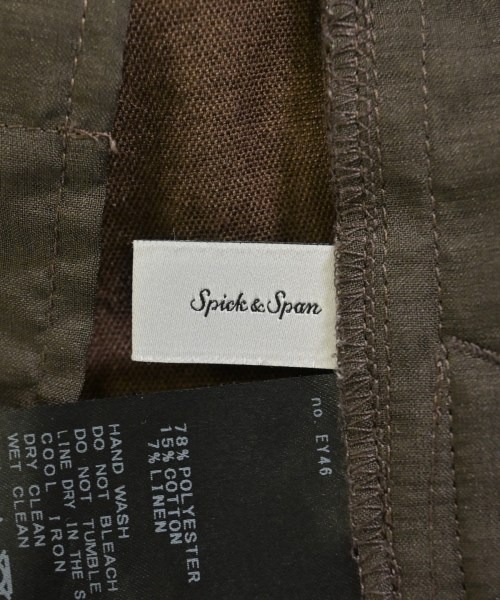 Spick & Span
no. EY46
78% POLYESTER
15% COTTON
7% LINEN
HAND WASH
DO NOT BLEACH
DO NOT TUMBLE
LINE DRY IN THE S
COOL IRON
DRY CLEAN
WET CLEAN